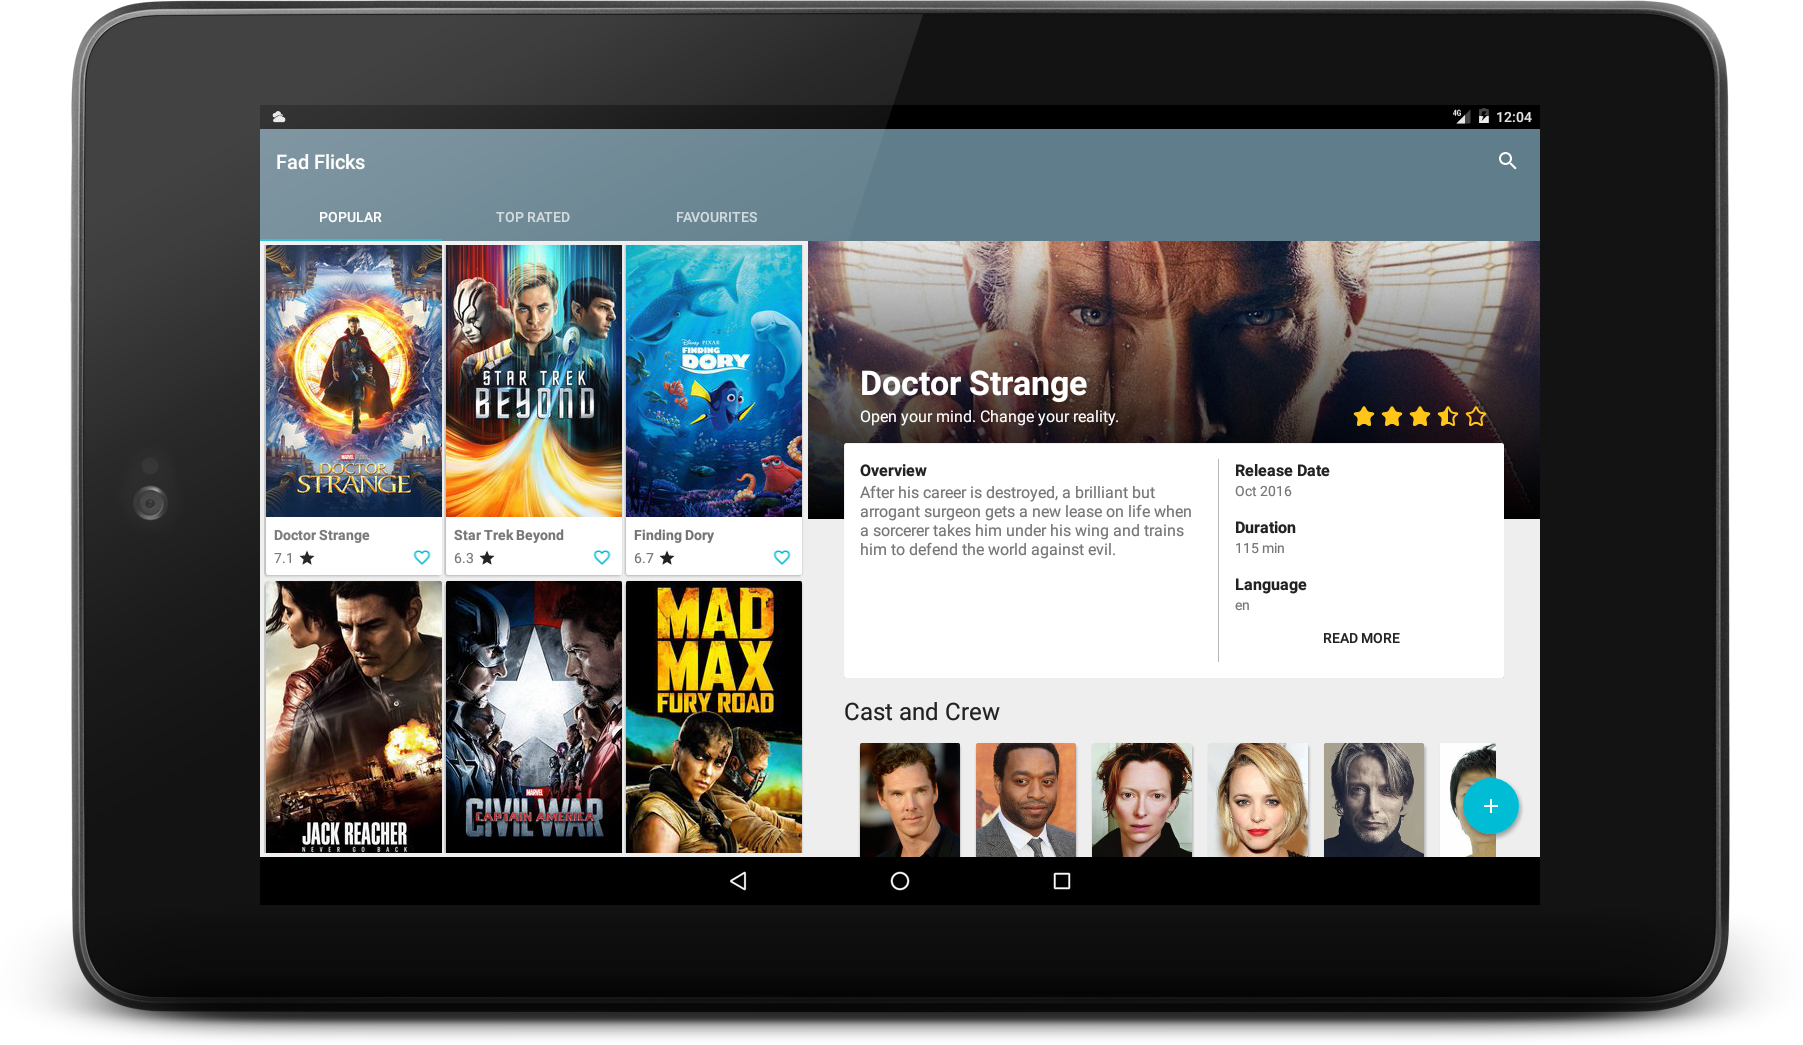 4G
12:04
Fad Flicks
POPULAR
TOP RATED
FAVOURITES
MARVEL
DOCTOR
STRANGE
Doctor Strange
7.1
STAR TREK
BEYOND
Star Trek Beyond
6.3
Disney PIXAR
FINDING
DORY
Finding Dory
6.7
JACK REACHER
NEVER GO BACK
MARVEL
CAPTAIN AMERICA
CIVIL WAR
MAD
MAX
FURY ROAD
Doctor Strange
Open your mind. Change your reality.
Overview
After his career is destroyed, a brilliant but
arrogant surgeon gets a new lease on life when
a sorcerer takes him under his wing and trains
him to defend the world against evil.
Release Date
Oct 2016
Duration
115 min
Language
en
READ MORE
Cast and Crew